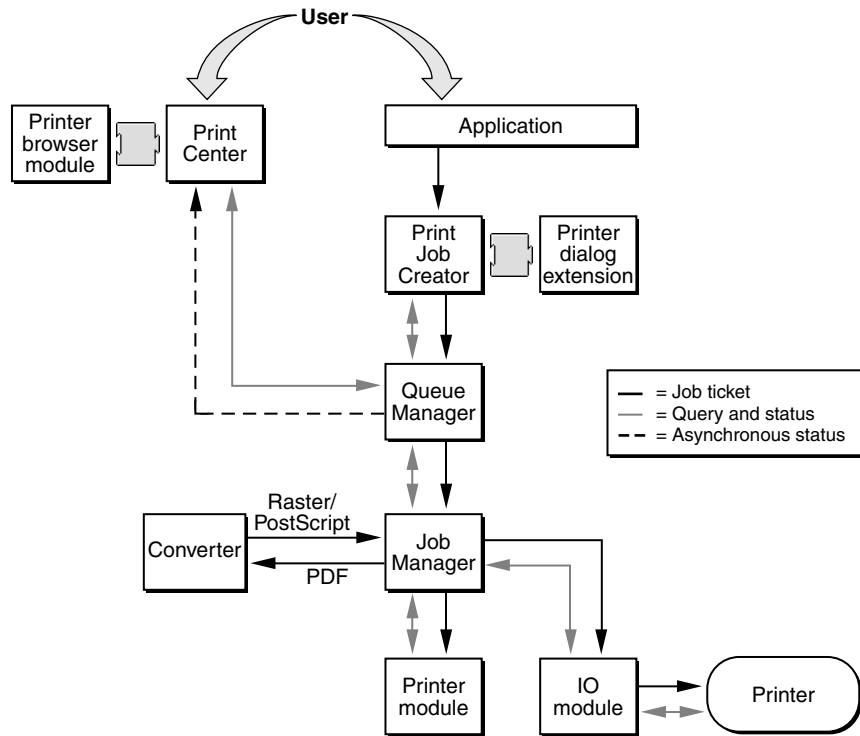 User
Printer
browser
module
Print
Center
Application
Print
Job
Creator
Printer
dialog
extension
Queue
Manager
= Job ticket
= Query and status
= Asynchronous status
Raster/
PostScript
Converter
PDF
Job
Manager
Printer
module
IO
module
Printer